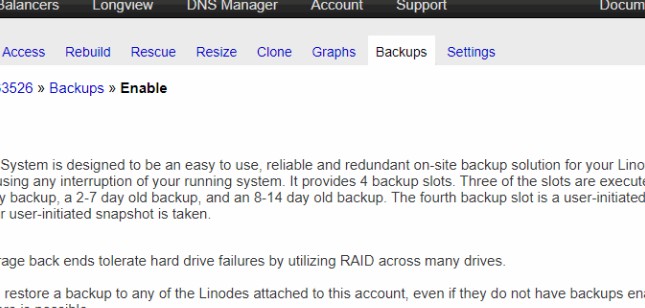 Balancers Longview DNS Manager Account Support Docum
Access Rebuild Rescue Resize Clone Graphs Backups Settings
63526 » Backups » Enable
System is designed to be an easy to use, reliable and redundant on-site backup solution for your Lino
using any interruption of your running system. It provides 4 backup slots. Three of the slots are execute
y backup, a 2-7 day old backup, and an 8-14 day old backup. The fourth backup slot is a user-initiated
r user-initiated snapshot is taken.
rage back ends tolerate hard drive failures by utilizing RAID across many drives.
restore a backup to any of the Linodes attached to this account, even if they do not have backups ena